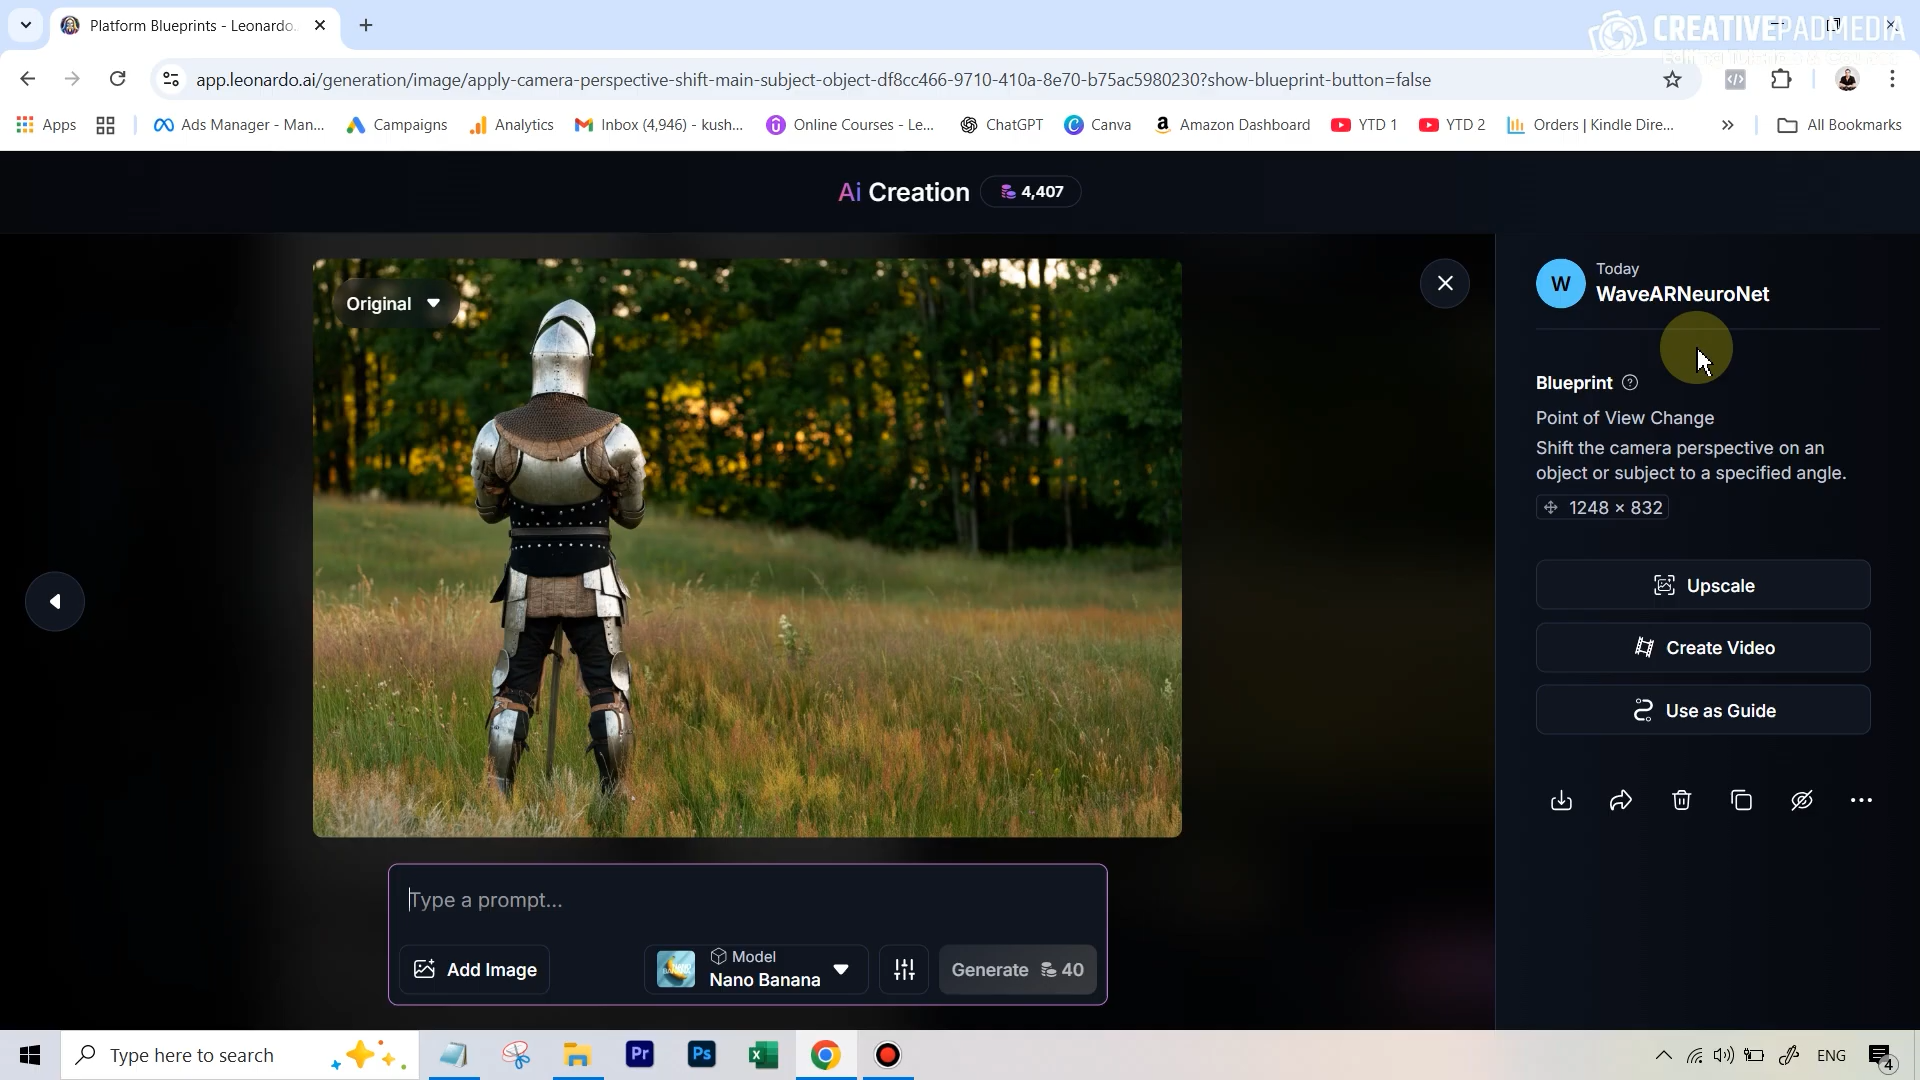 Platform Blueprints - Leonardo.
CREATIVEPADMEDIA
app.leonardo.ai/generation/image/apply-camera-perspective-shift-main-subject-object-df8cc466-9710-410a-8e70-b75ac5980230?show-blueprint-button=false
Apps
Ads Manager - Man...
Campaigns
Analytics
Inbox (4,946) - kush...
Online Courses - Le...
ChatGPT
Canva
Amazon Dashboard
YTD 1
YTD 2
Orders | Kindle Dire...
All Bookmarks
Ai Creation
4,407
Original
W
Today
WaveARNeuroNet
Blueprint
Point of View Change
Shift the camera perspective on an
object or subject to a specified angle.
1248 × 832
Upscale
Create Video
Use as Guide
Type a prompt...
Add Image
Model
Nano Banana
Generate
40
Type here to search
Pr
Ps
ENG
4